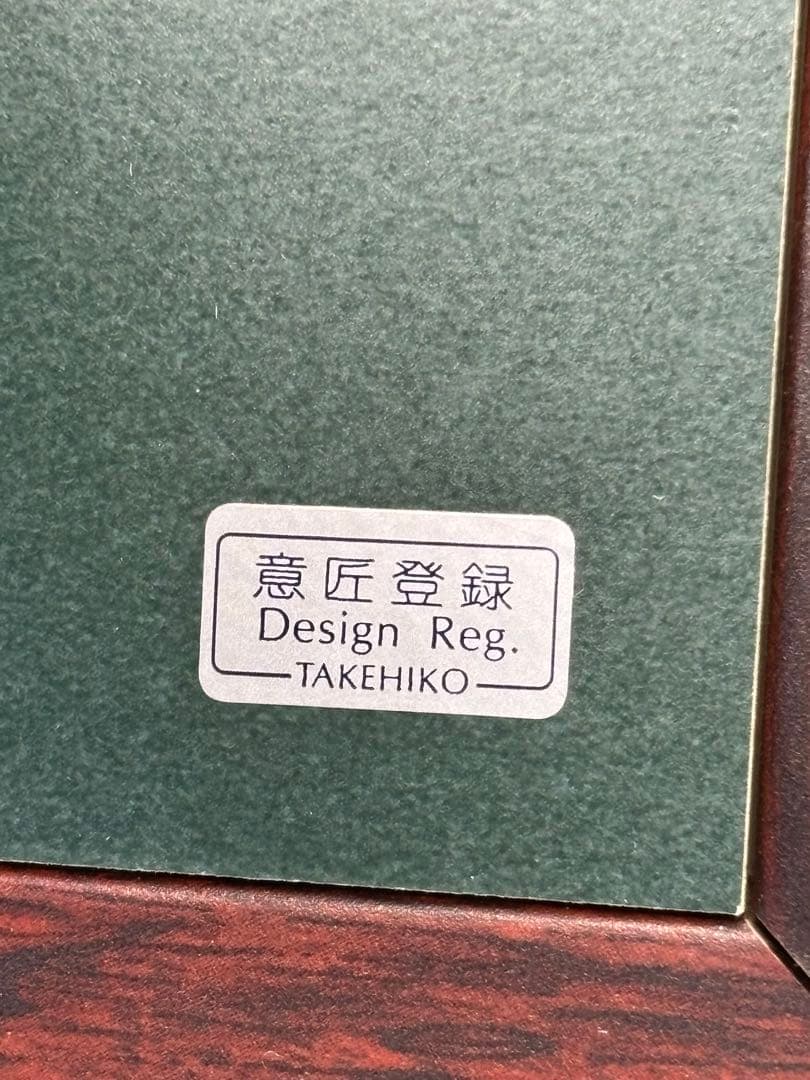 意匠登録
Design Reg.
TAKEHIKO